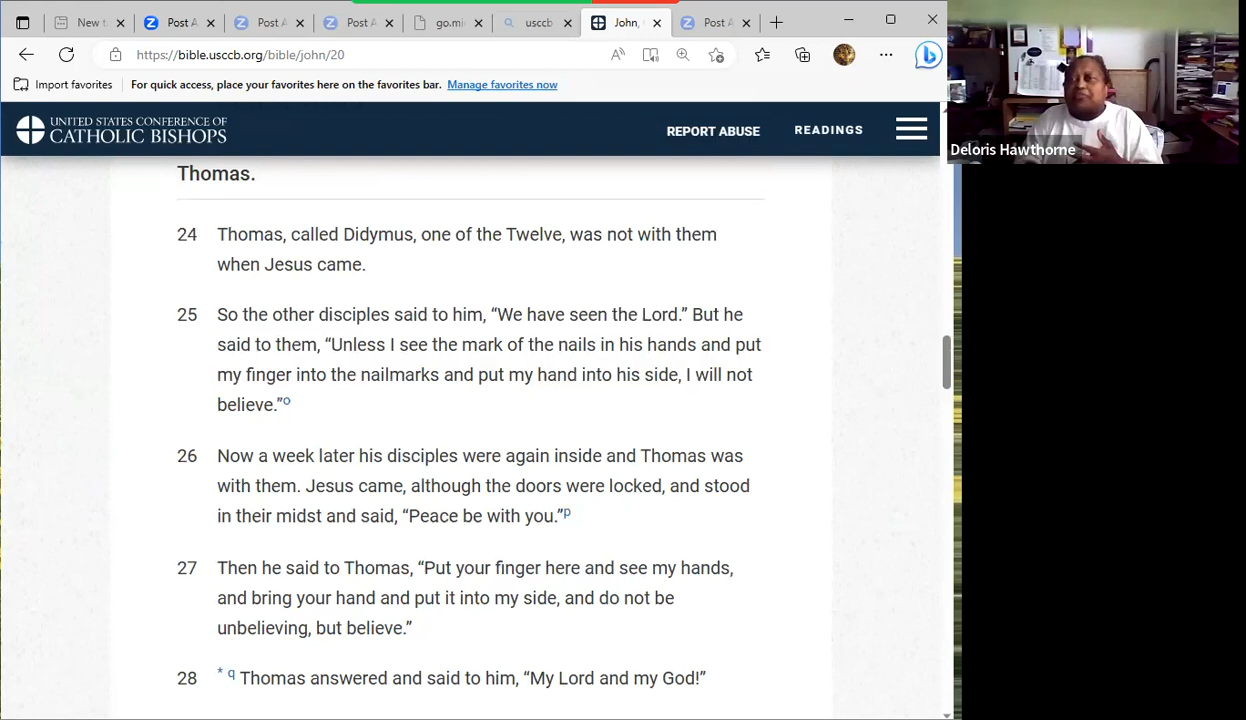 New t
Post A
Post A
Post A
go.mi
usccb
John,
Post A
https://bible.usccb.org/bible/john/20
Import favorites
For quick access, place your favorites here on the favorites bar. Manage favorites now
UNITED STATES CONFERENCE OF
CATHOLIC BISHOPS
REPORT ABUSE
READINGS
Deloris Hawthorne
Thomas.
24 Thomas, called Didymus, one of the Twelve, was not with them
when Jesus came.
25 So the other disciples said to him, “We have seen the Lord.” But he
said to them, “Unless I see the mark of the nails in his hands and put
my finger into the nailmarks and put my hand into his side, I will not
believe.”o
26 Now a week later his disciples were again inside and Thomas was
with them. Jesus came, although the doors were locked, and stood
in their midst and said, “Peace be with you.”p
27 Then he said to Thomas, “Put your finger here and see my hands,
and bring your hand and put it into my side, and do not be
unbelieving, but believe.”
28 * q Thomas answered and said to him, “My Lord and my God!”